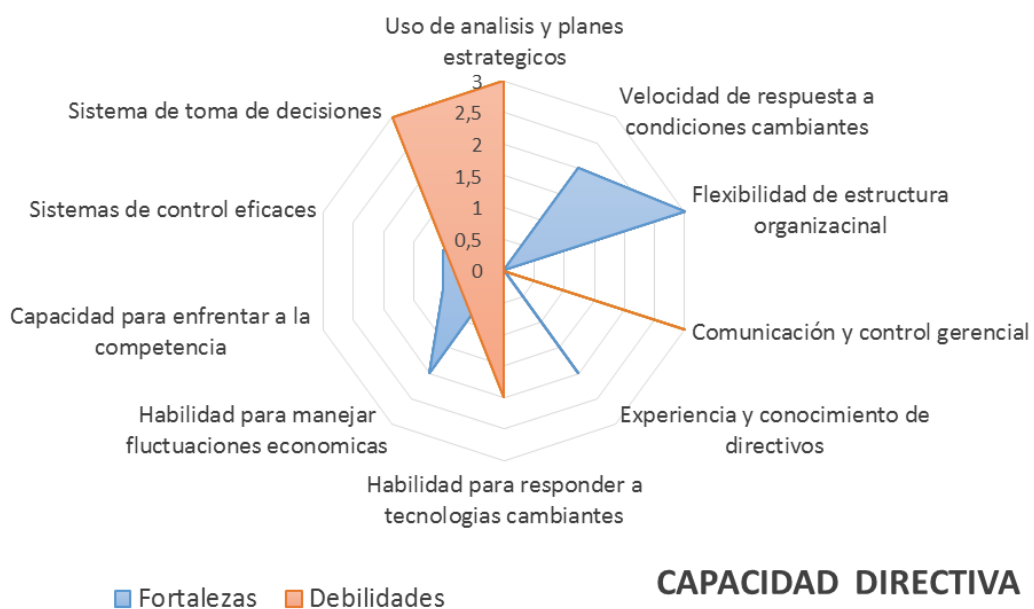 Uso de analisis y planes
estrategicos
Velocidad de respuesta a
condiciones cambiantes
Flexibilidad de estructura
organizacinal
Comunicación y control gerencial
Experiencia y conocimiento de
directivos
Habilidad para responder a
tecnologias cambiantes
Habilidad para manejar
fluctuaciones economicas
Capacidad para enfrentar a la
competencia
Sistemas de control eficaces
Sistema de toma de decisiones
3
2,5
2
1,5
1
0,5
0
Fortalezas
Debilidades
CAPACIDAD DIRECTIVA